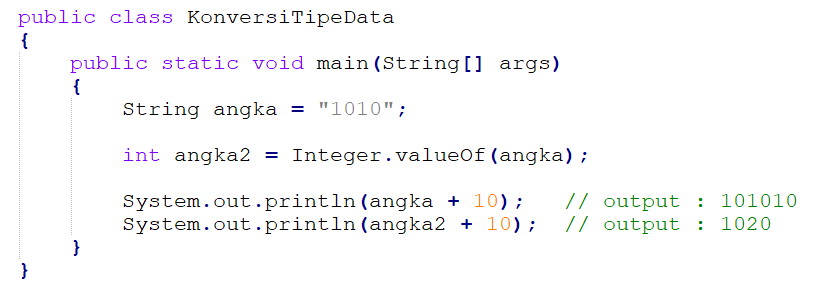 public class KonversiTipeData
{
public static void main(String[] args)
{
String angka = "1010";
int angka2 = Integer.valueOf(angka);
System.out.println(angka + 10);   // output : 101010
System.out.println(angka2 + 10);  // output : 1020
}
}